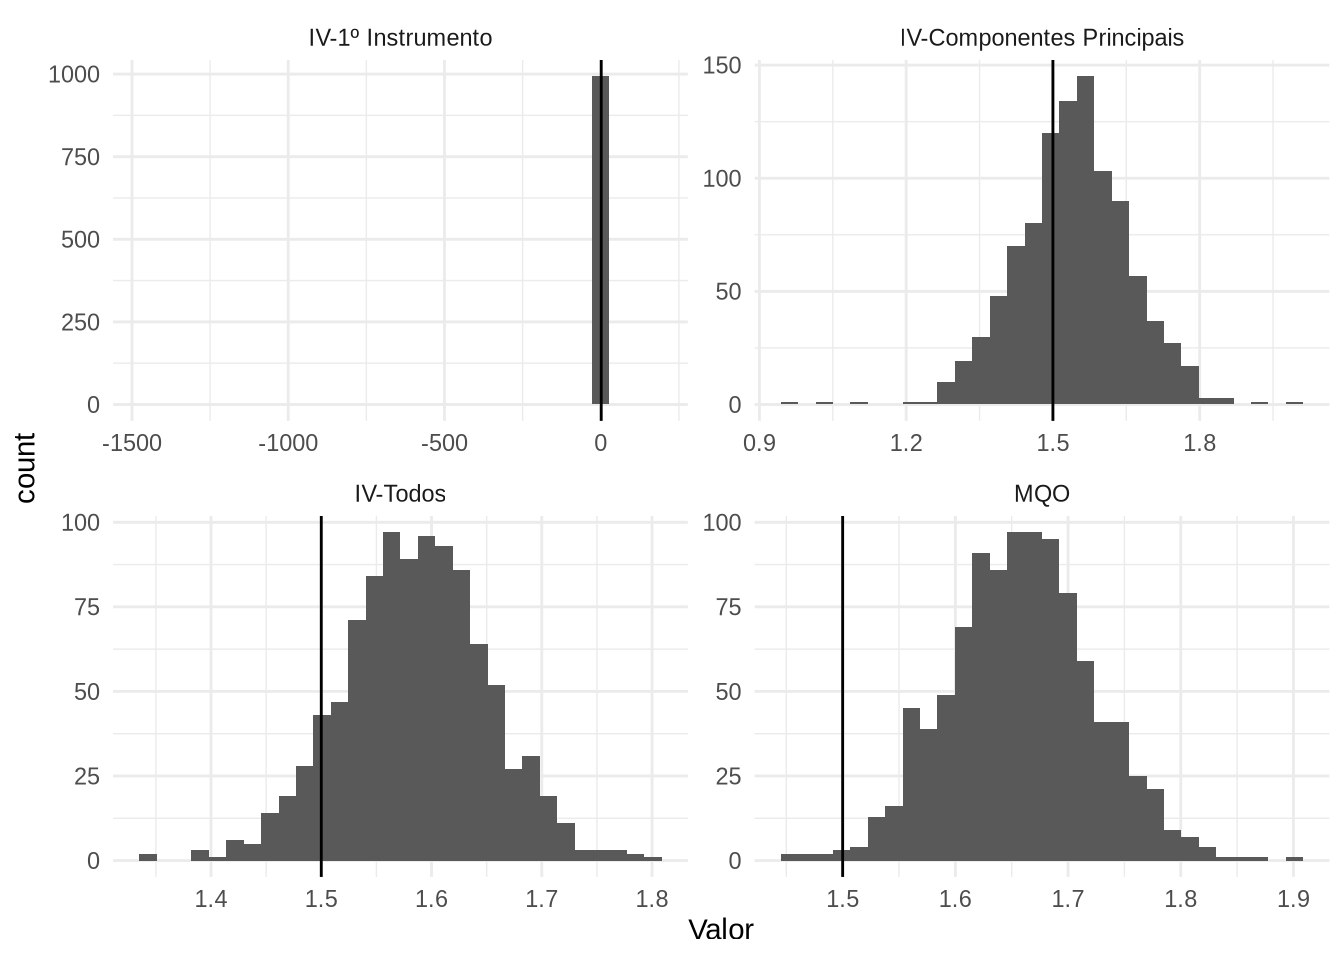 IV-1º Instrumento
IV-Componentes Principais
1000
750
500
250
0
-1500 -1000 -500 0
150
100
50
0
0.9 1.2 1.5 1.8
count
IV-Todos
MQO
100
75
50
25
0
1.4 1.5 1.6 1.7 1.8
100
75
50
25
0
1.5 1.6 1.7 1.8 1.9
Valor